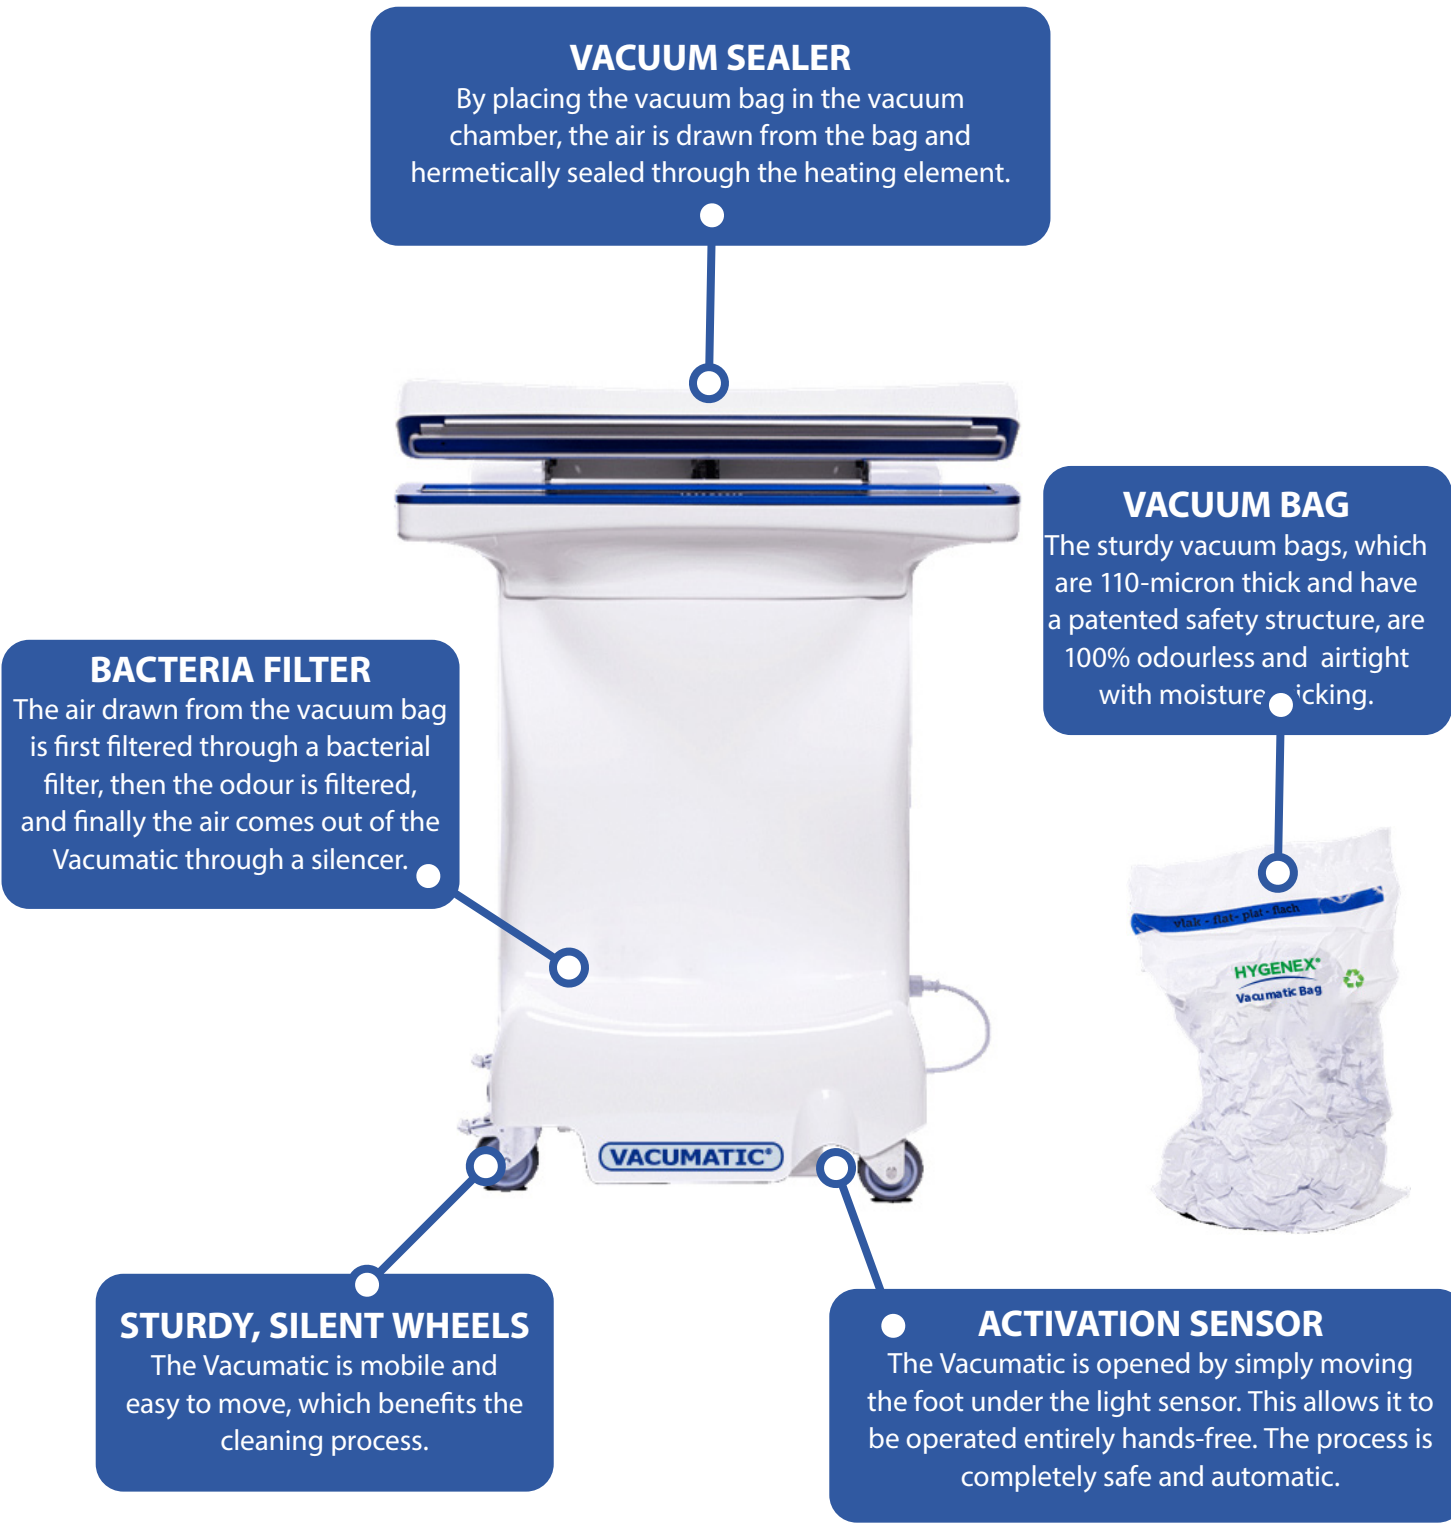 VACUUM SEALER
By placing the vacuum bag in the vacuum
chamber, the air is drawn from the bag and
hermetically sealed through the heating element.
VACUUM BAG
The sturdy vacuum bags, which
are 110-micron thick and have
a patented safety structure, are
100% odourless and airtight
with moisture icking.
BACTERIA FILTER
The air drawn from the vacuum bag
is first filtered through a bacterial
filter, then the odour is filtered,
and finally the air comes out of the
Vacumatic through a silencer.
vlak - flat - plat - flach
HYGENEX®
Vacumatic Bag
VACUMATIC®
STURDY, SILENT WHEELS
The Vacumatic is mobile and
easy to move, which benefits the
cleaning process.
ACTIVATION SENSOR
The Vacumatic is opened by simply moving
the foot under the light sensor. This allows it to
be operated entirely hands-free. The process is
completely safe and automatic.